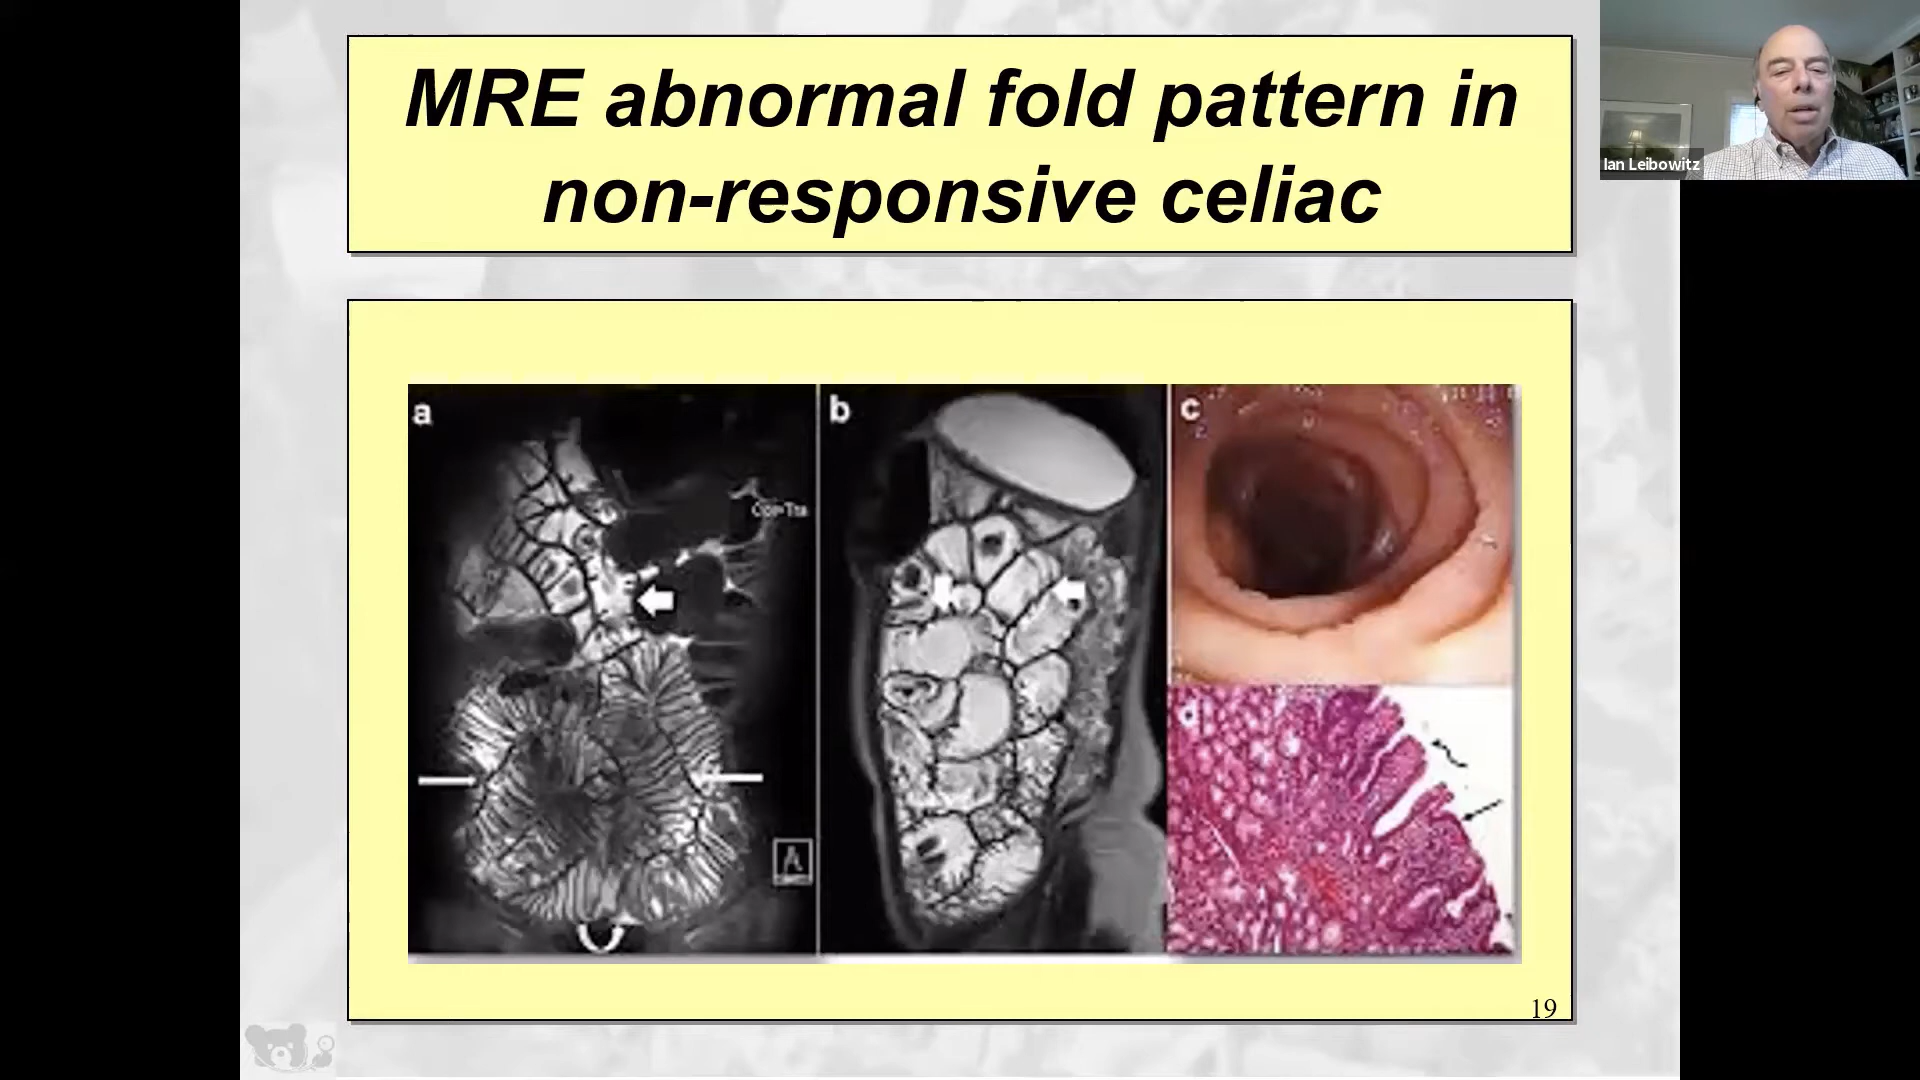 MRE abnormal fold pattern in
non-responsive celiac
Ian Leibowitz
a
b
c
d
A
19